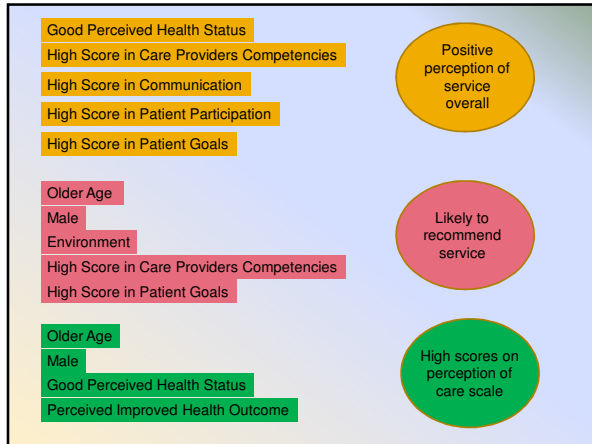 Good Perceived Health Status
High Score in Care Providers Competencies
High Score in Communication
High Score in Patient Participation
High Score in Patient Goals
Positive
perception of
service
overall
Older Age
Male
Environment
High Score in Care Providers Competencies
High Score in Patient Goals
Likely to
recommend
service
Older Age
Male
Good Perceived Health Status
Perceived Improved Health Outcome
High scores on
perception of
care scale